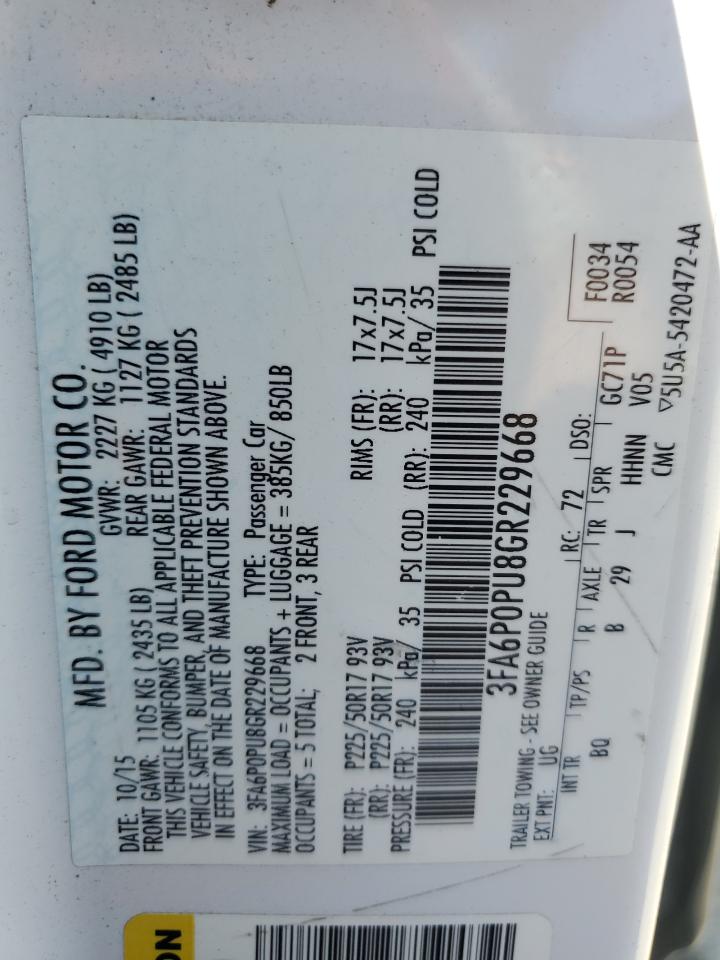 MFD. BY FORD MOTOR CO.
DATE: 10/15 GVWR: 2227 KG ( 4910 LB)
FRONT GAWR: 1105 KG (2435 LB) REAR GAWR: 1127 KG ( 2485 LB)
THIS VEHICLE CONFORMS TO ALL APPLICABLE FEDERAL MOTOR
VEHICLE SAFETY, BUMPER, AND THEFT PREVENTION STANDARDS
IN EFFECT ON THE DATE OF MANUFACTURE SHOWN ABOVE.
VIN: 3FA6P0PU8GR229668 TYPE: Passenger Car
MAXIMUM LOAD = OCCUPANTS + LUGGAGE = 385KG/ 850LB
OCCUPANTS = 5 TOTAL; 2 FRONT, 3 REAR
TIRE (FR): P225/50R17 93V RIMS (FR): 17x7.5J
(RR): P225/50R17 93V (RR): 17x7.5J
PRESSURE (FR): 240 kPa/ 35 PSI COLD (RR): 240 kPa/ 35 PSI COLD
3FA6P0PU8GR229668
TRAILER TOWING - SEE OWNER GUIDE
EXT PNT: UG RC: 72 DSO: F0034
R0054
INT TR TP/PS R AXLE TR SPR GC71P
BQ B 29 J HHNN V05
CMC ▽5U5A-5420472-AA
ON